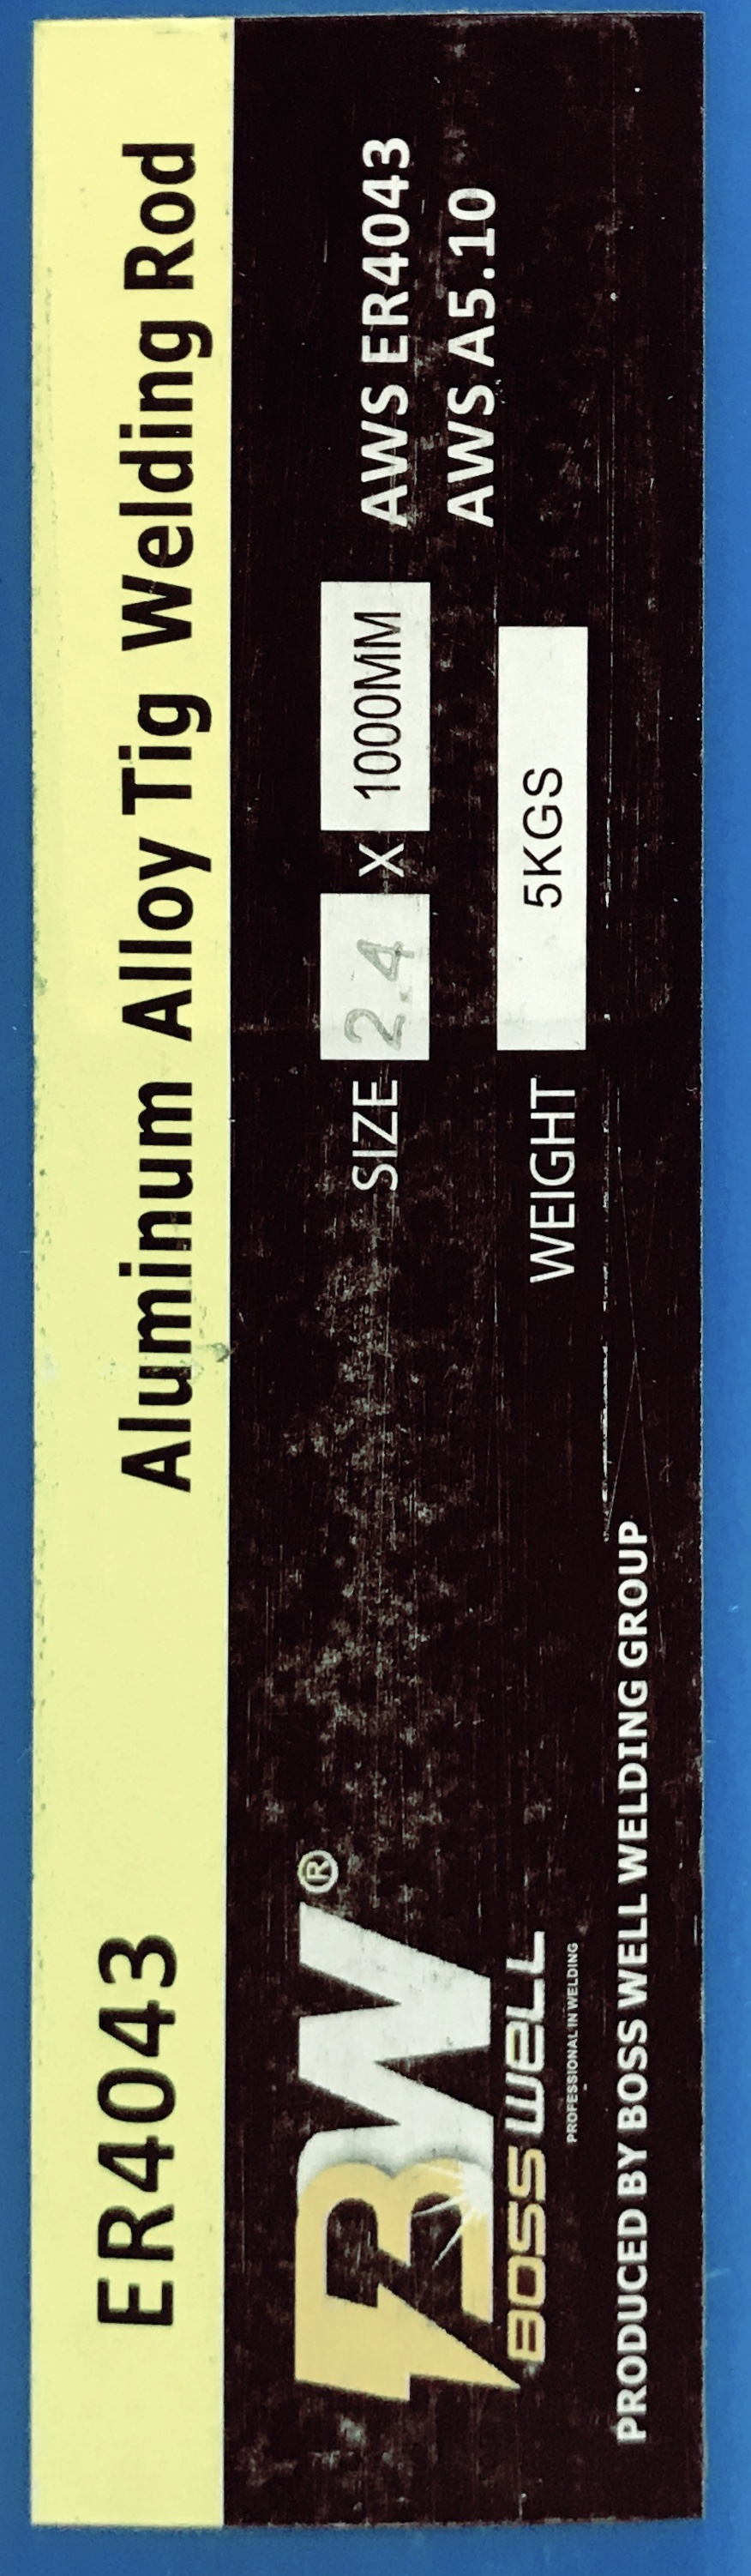 ER4043 Aluminum Alloy Tig Welding Rod
BW®
BOSS WELL
PROFESSIONAL IN WELDING
SIZE 2.4 X 1000MM
WEIGHT 5KGS
AWS ER4043
AWS A5.10
PRODUCED BY BOSS WELL WELDING GROUP